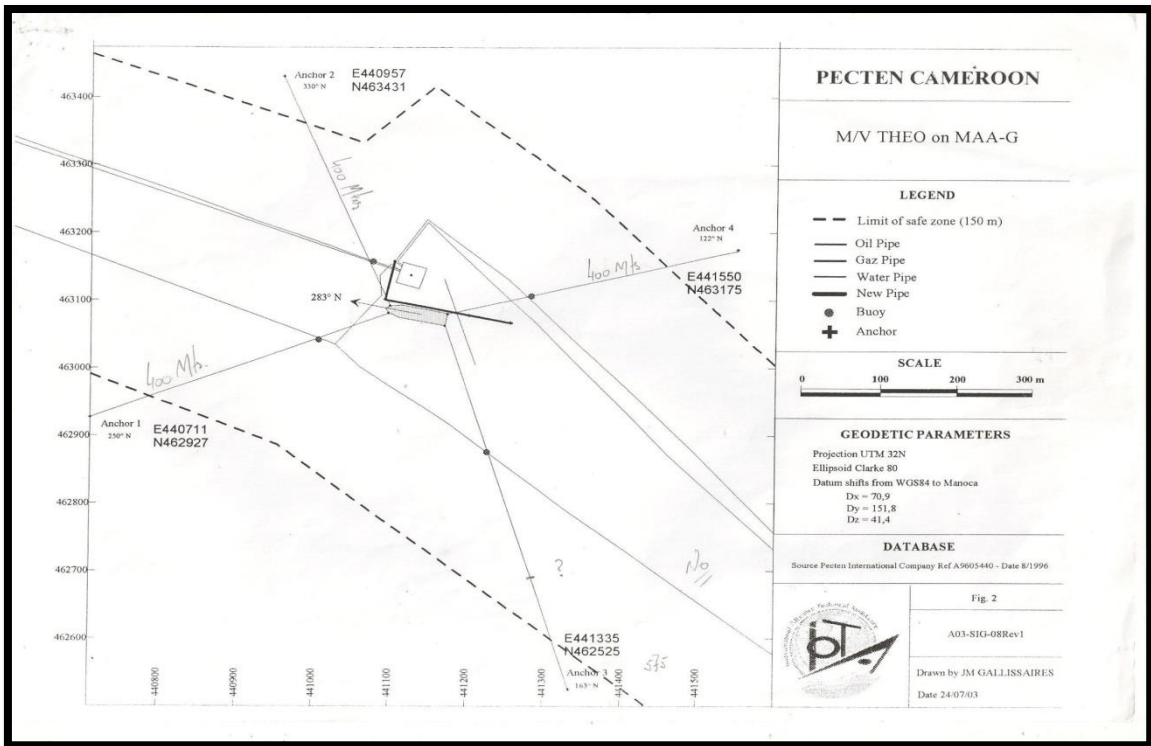 Anchor 2
330° N
E440957
N463431
463400
400 Mtrs
463300
463200
Anchor 4
122° N
400 Mts
E441550
N463175
463100
283° N
463000
400 Mts.
Anchor 1
250° N
E440711
N462927
462900
462800
462700
?
No
462600
E441335
N462525
Anchor 3
163° N
575
440800
440900
441000
441100
441200
441300
441400
441500
PECTEN CAMEROON
M/V THEO on MAA-G
LEGEND
Limit of safe zone (150 m)
Oil Pipe
Gaz Pipe
Water Pipe
New Pipe
Buoy
Anchor
SCALE
0 100 200 300 m
GEODETIC PARAMETERS
Projection UTM 32N
Ellipsoid Clarke 80
Datum shifts from WGS84 to Manoca
Dx = 70,9
Dy = 151,8
Dz = 41,4
DATABASE
Source Pecten International Company Ref A9605440 - Date 8/1996
Fig. 2
A03-SIG-08Rev1
Drawn by JM GALLISSAIRES
Date 24/07/03